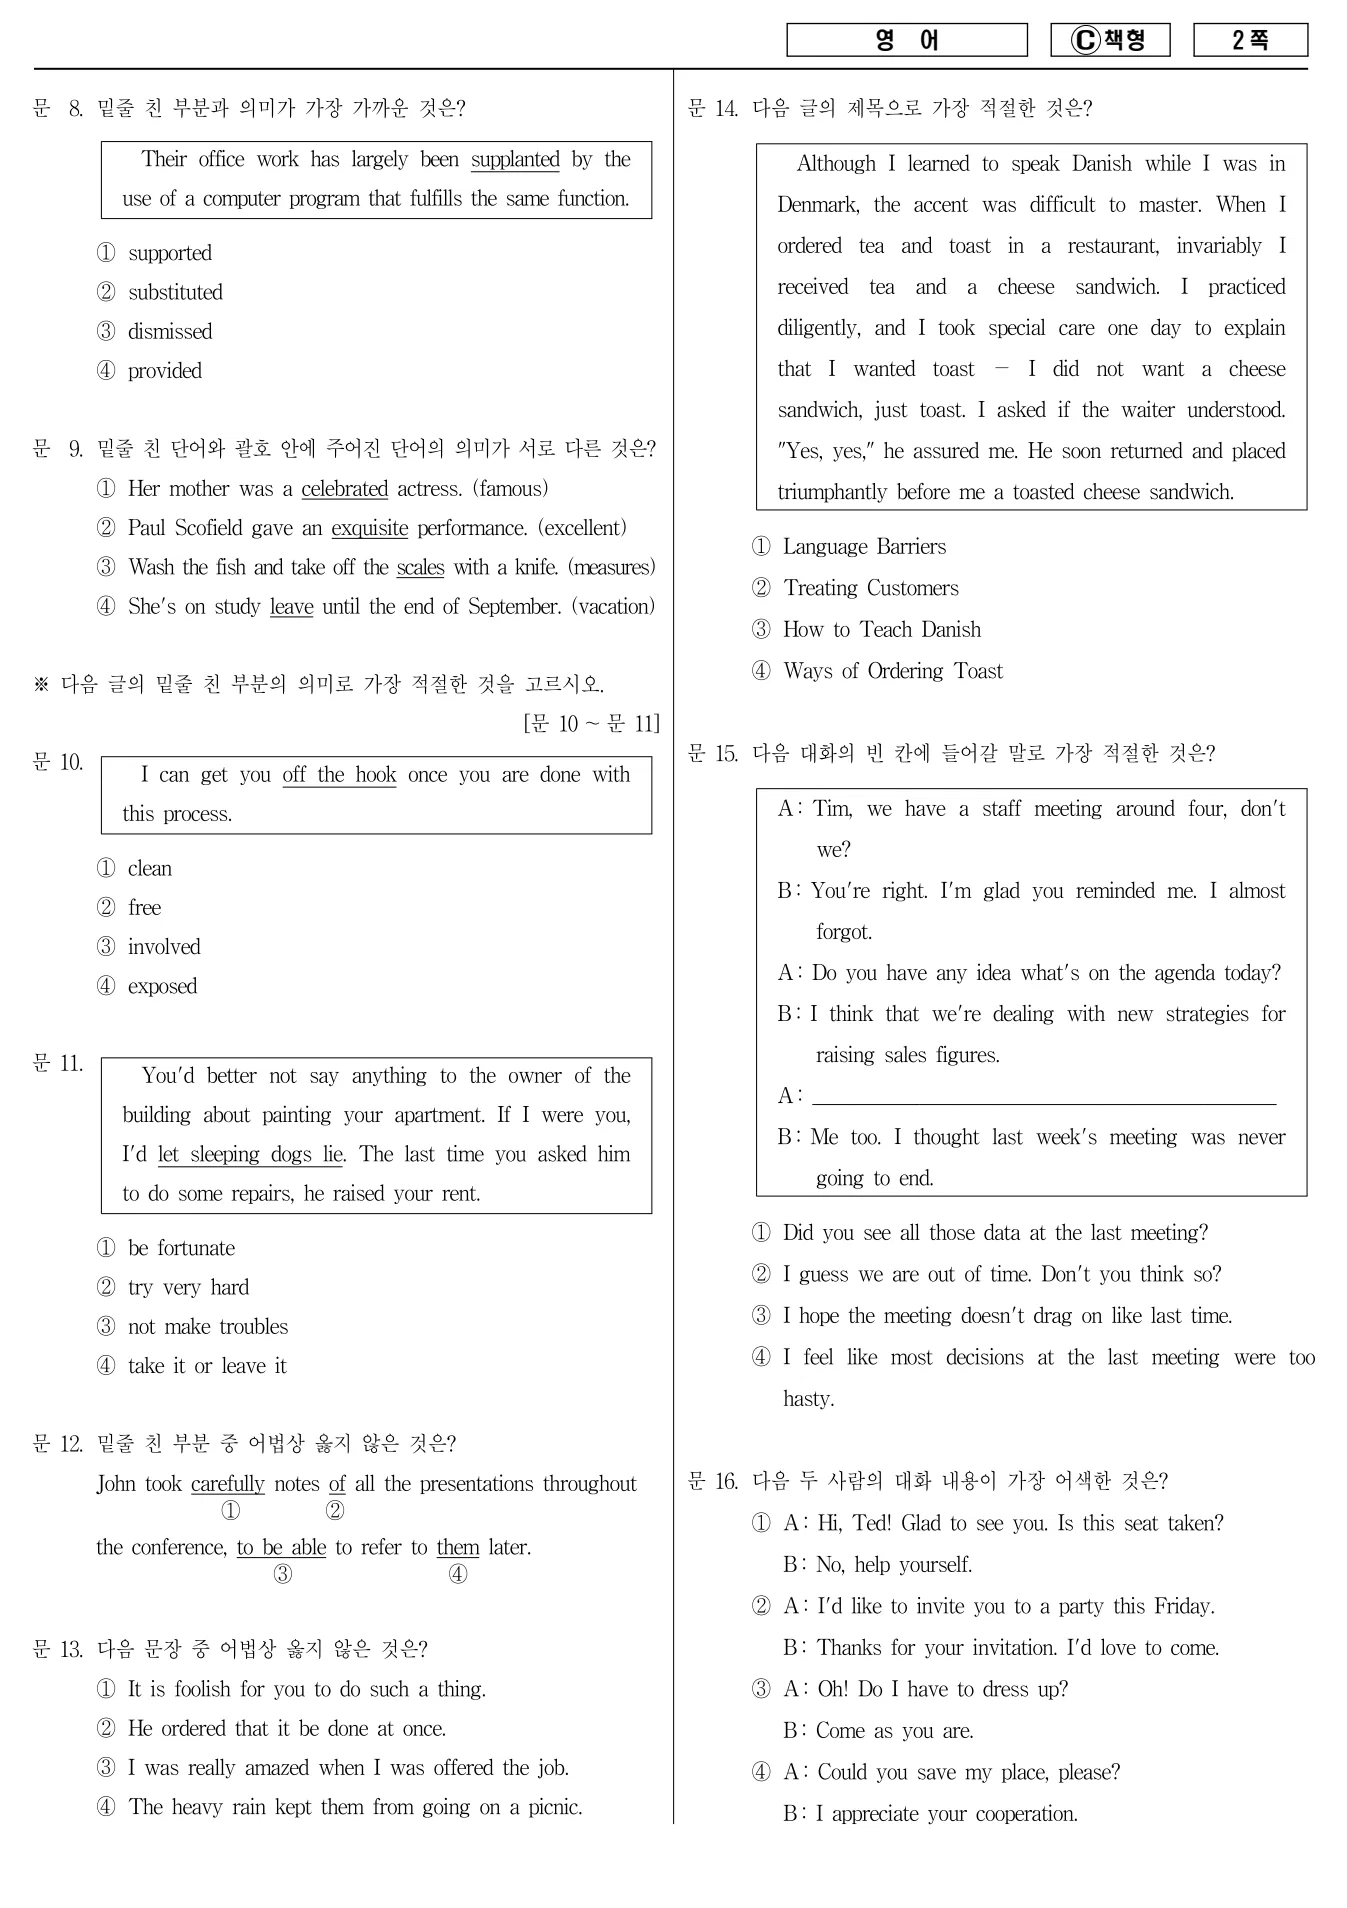 영 어
Ⓒ책형
2쪽
문 8. 밑줄 친 부분과 의미가 가장 가까운 것은?
Their office work has largely been supplanted by the
use of a computer program that fulfills the same function.
① supported
② substituted
③ dismissed
④ provided
문 9. 밑줄 친 단어와 괄호 안에 주어진 단어의 의미가 서로 다른 것은?
① Her mother was a celebrated actress. (famous)
② Paul Scofield gave an exquisite performance. (excellent)
③ Wash the fish and take off the scales with a knife. (measures)
④ She's on study leave until the end of September. (vacation)
※ 다음 글의 밑줄 친 부분의 의미로 가장 적절한 것을 고르시오.
[문 10 ~ 문 11]
문 10.
I can get you off the hook once you are done with
this process.
① clean
② free
③ involved
④ exposed
문 11.
You'd better not say anything to the owner of the
building about painting your apartment. If I were you,
I'd let sleeping dogs lie. The last time you asked him
to do some repairs, he raised your rent.
① be fortunate
② try very hard
③ not make troubles
④ take it or leave it
문 12. 밑줄 친 부분 중 어법상 옳지 않은 것은?
John took carefully notes of all the presentations throughout
① ②
the conference, to be able to refer to them later.
③ ④
문 13. 다음 문장 중 어법상 옳지 않은 것은?
① It is foolish for you to do such a thing.
② He ordered that it be done at once.
③ I was really amazed when I was offered the job.
④ The heavy rain kept them from going on a picnic.
문 14. 다음 글의 제목으로 가장 적절한 것은?
Although I learned to speak Danish while I was in
Denmark, the accent was difficult to master. When I
ordered tea and toast in a restaurant, invariably I
received tea and a cheese sandwich. I practiced
diligently, and I took special care one day to explain
that I wanted toast － I did not want a cheese
sandwich, just toast. I asked if the waiter understood.
"Yes, yes," he assured me. He soon returned and placed
triumphantly before me a toasted cheese sandwich.
① Language Barriers
② Treating Customers
③ How to Teach Danish
④ Ways of Ordering Toast
문 15. 다음 대화의 빈 칸에 들어갈 말로 가장 적절한 것은?
A : Tim, we have a staff meeting around four, don't
we?
B : You're right. I'm glad you reminded me. I almost
forgot.
A : Do you have any idea what's on the agenda today?
B : I think that we're dealing with new strategies for
raising sales figures.
A : ________________________________________
B : Me too. I thought last week's meeting was never
going to end.
① Did you see all those data at the last meeting?
② I guess we are out of time. Don't you think so?
③ I hope the meeting doesn't drag on like last time.
④ I feel like most decisions at the last meeting were too
hasty.
문 16. 다음 두 사람의 대화 내용이 가장 어색한 것은?
① A : Hi, Ted! Glad to see you. Is this seat taken?
B : No, help yourself.
② A : I'd like to invite you to a party this Friday.
B : Thanks for your invitation. I'd love to come.
③ A : Oh! Do I have to dress up?
B : Come as you are.
④ A : Could you save my place, please?
B : I appreciate your cooperation.